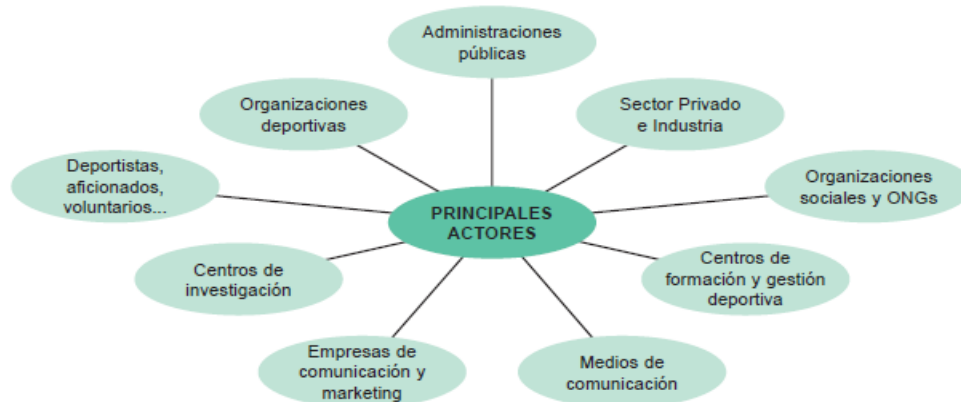 Administraciones
públicas
Organizaciones
deportivas
Sector Privado
e Industria
Deportistas,
aficionados,
voluntarios...
Organizaciones
sociales y ONGs
PRINCIPALES
ACTORES
Centros de
investigación
Centros de
formación y gestión
deportiva
Empresas de
comunicación y
marketing
Medios de
comunicación